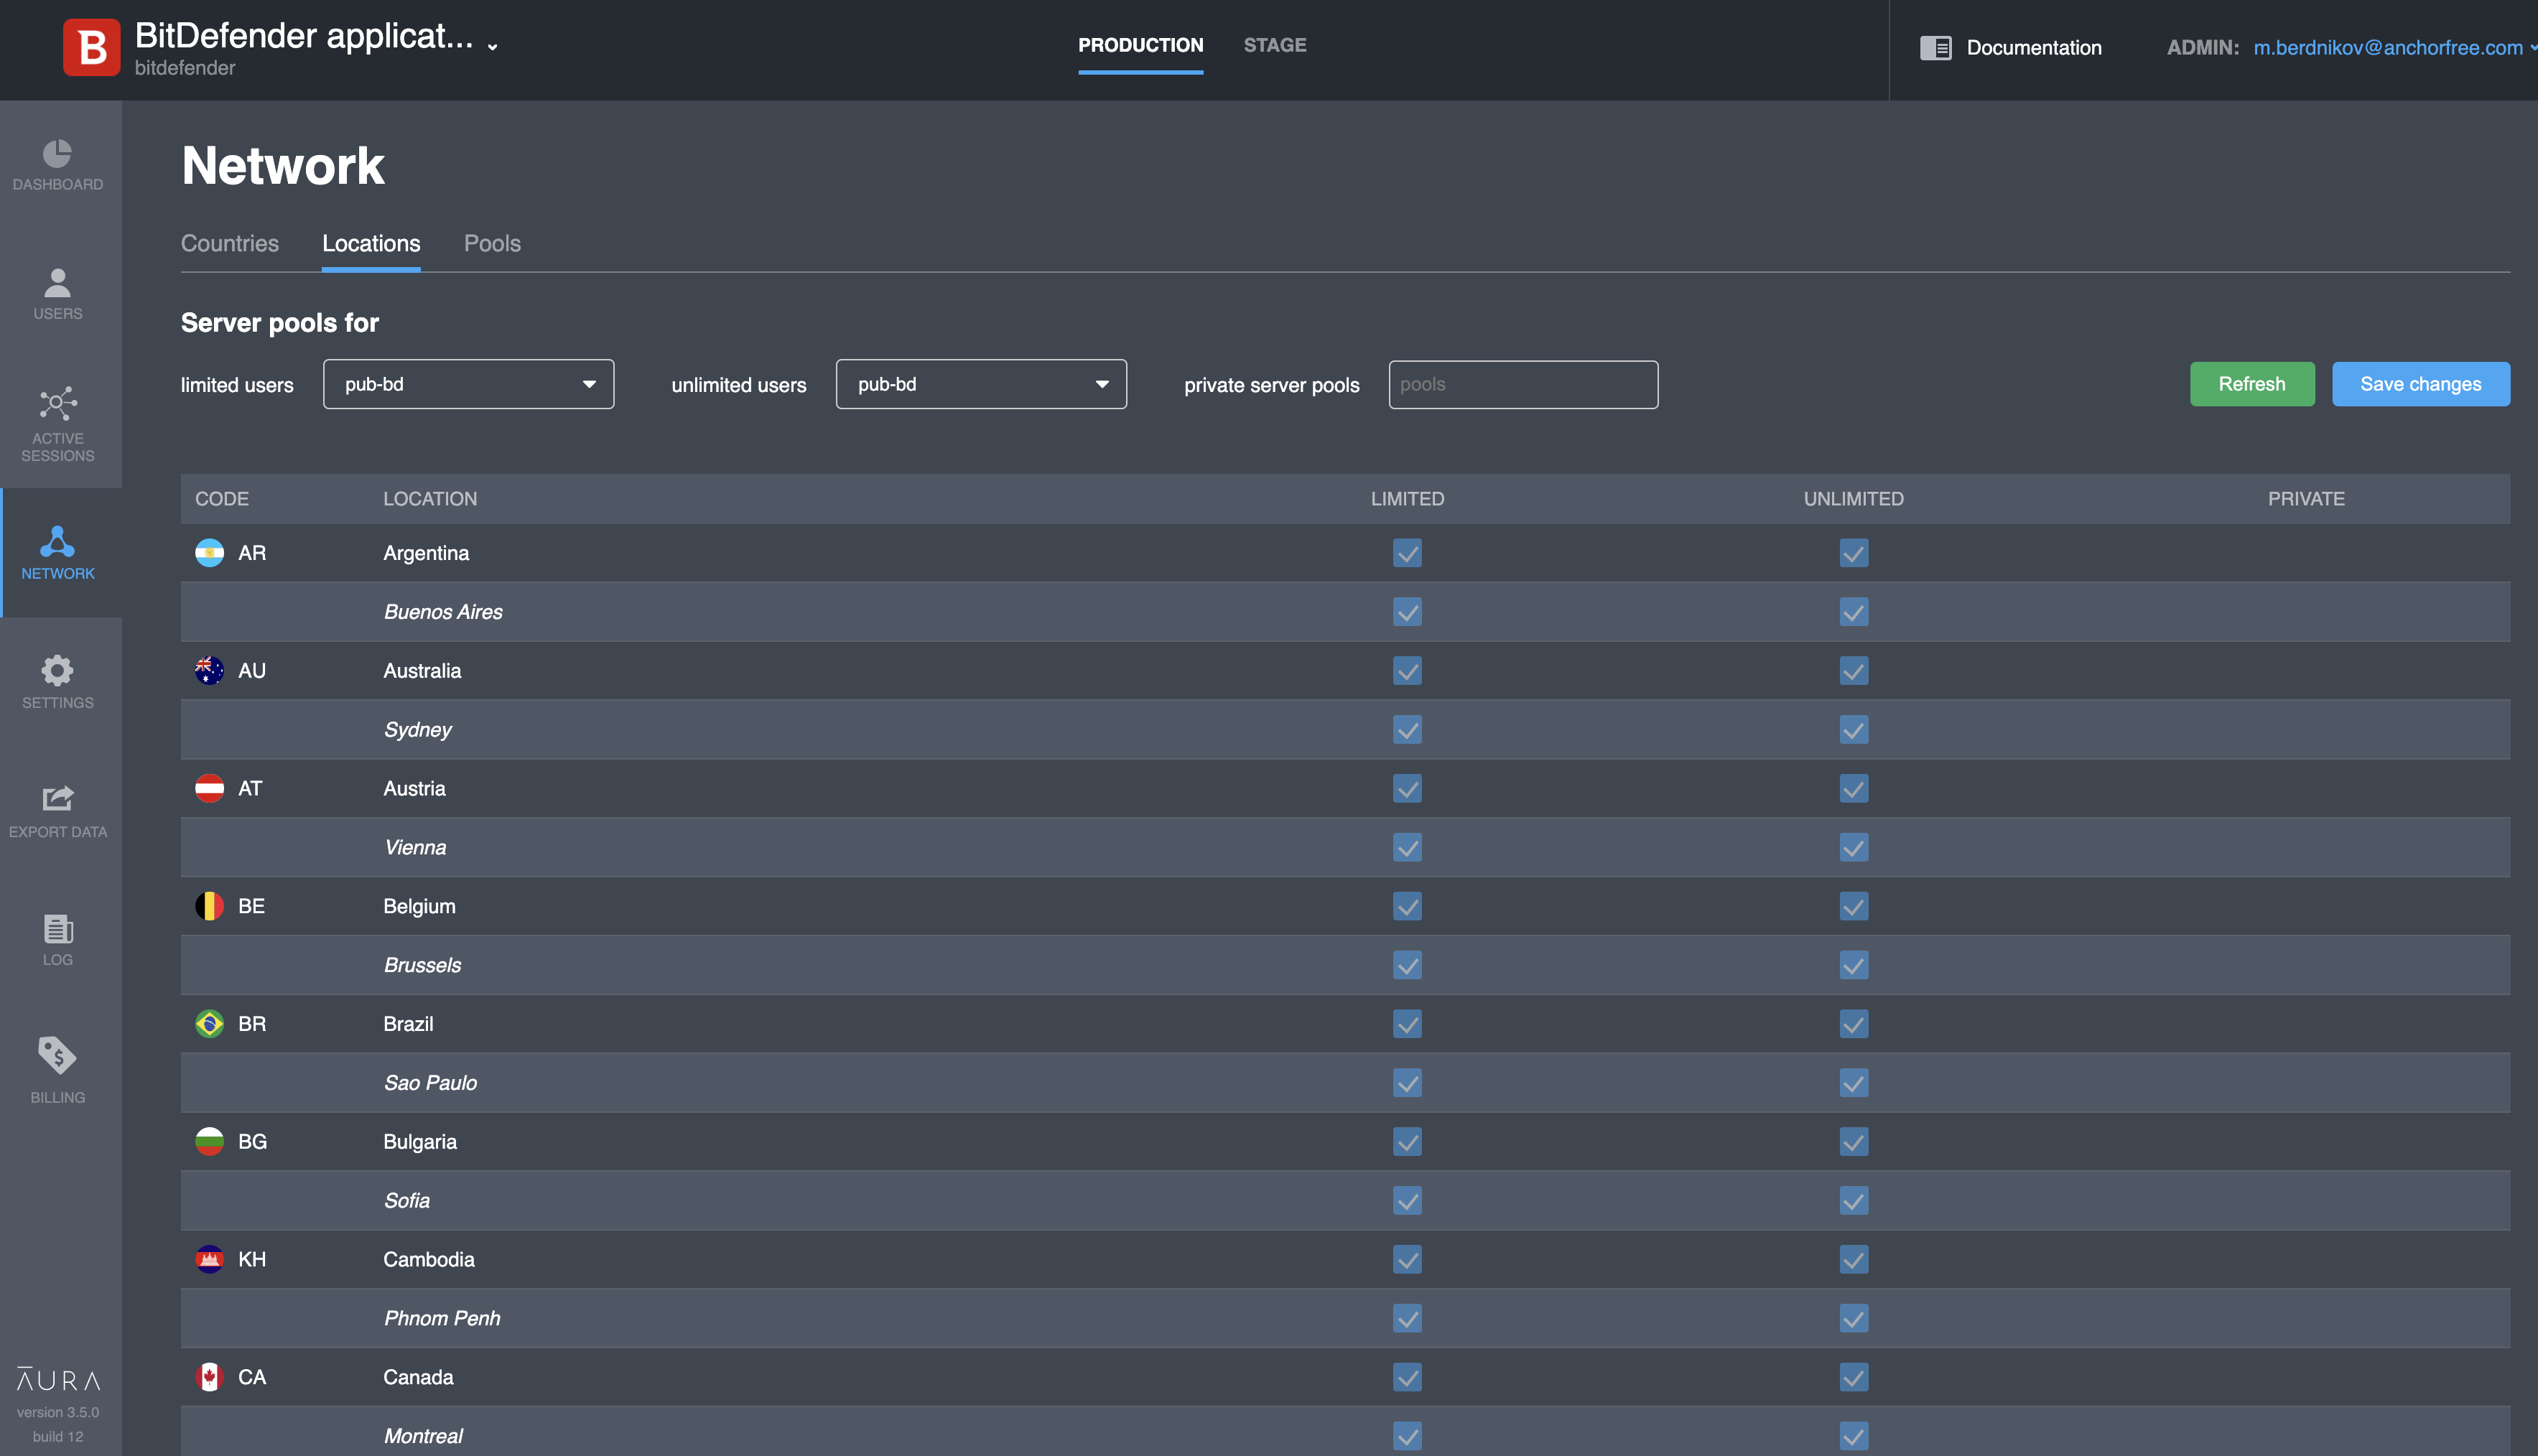 B
BitDefender applicat...
bitdefender
PRODUCTION STAGE
Documentation
ADMIN: m.berdnikov@anchorfree.com
DASHBOARD
USERS
ACTIVE
SESSIONS
NETWORK
SETTINGS
EXPORT DATA
LOG
$
BILLING
AURA
version 3.5.0
build 12
Network
Countries Locations Pools
Server pools for
limited users pub-bd unlimited users pub-bd private server pools pools Refresh Save changes
CODE LOCATION LIMITED UNLIMITED PRIVATE
AR Argentina
Buenos Aires
AU Australia
Sydney
AT Austria
Vienna
BE Belgium
Brussels
BR Brazil
Sao Paulo
BG Bulgaria
Sofia
KH Cambodia
Phnom Penh
CA Canada
Montreal